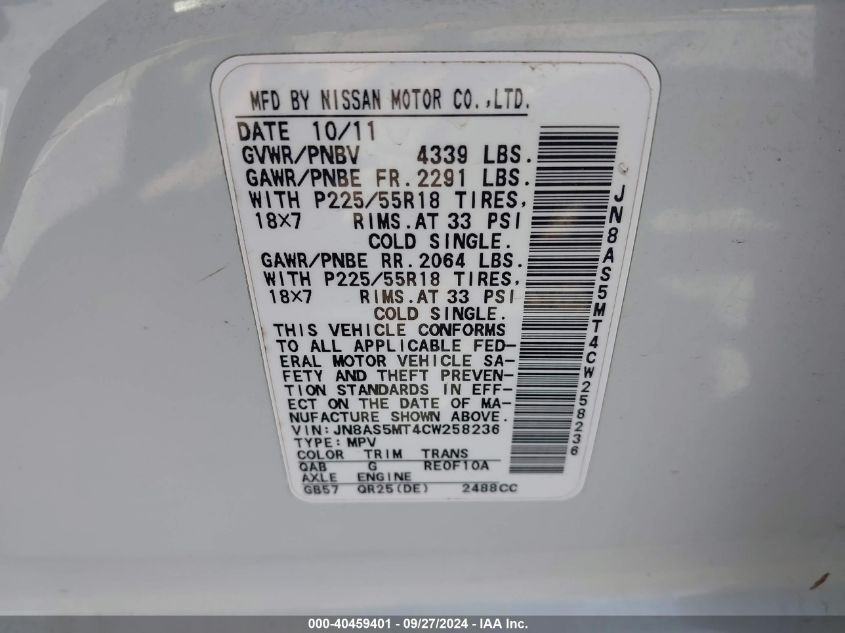 MFD BY NISSAN MOTOR CO.,LTD.
DATE 10/11
GVWR/PNBV 4339 LBS.
GAWR/PNBE FR.2291 LBS.
WITH P225/55R18 TIRES,
18×7 RIMS.AT 33 PSI
COLD SINGLE.
GAWR/PNBE RR.2064 LBS.
WITH P225/55R18 TIRES,
18×7 RIMS.AT 33 PSI
COLD SINGLE.
THIS VEHICLE CONFORMS
TO ALL APPLICABLE FED-
ERAL MOTOR VEHICLE SA-
FETY AND THEFT PREVEN-
TION STANDARDS IN EFF-
ECT ON THE DATE OF MA-
NUFACTURE SHOWN ABOVE.
VIN:JN8AS5MT4CW258236
TYPE:MPV
COLOR TRIM TRANS
QAB G RE0F10A
AXLE ENGINE
GB57 QR25(DE) 2488CC
JN8AS5MT4CW258236
000-40459401 - 09/27/2024 - IAA Inc.